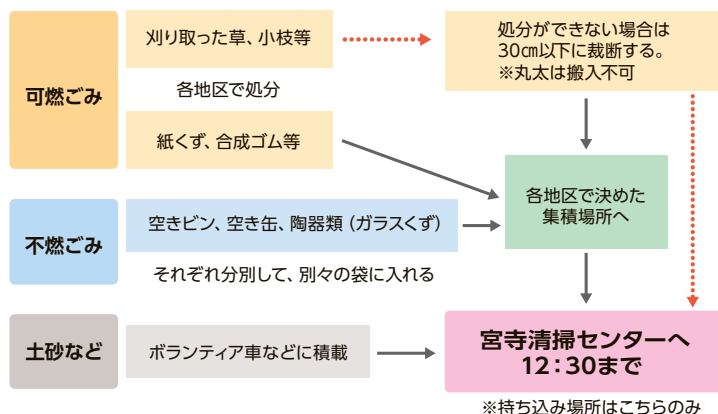 可燃ごみ
刈り取った草、小枝等
各地区で処分
紙くず、合成ゴム等
処分ができない場合は
30㎝以下に裁断する。
※丸太は搬入不可
不燃ごみ
空きビン、空き缶、陶器類（ガラスくず）
それぞれ分別して、別々の袋に入れる
各地区で決めた
集積場所へ
土砂など
ボランティア車などに積載
宮寺清掃センターへ
12：30まで
※持ち込み場所はこちらのみ